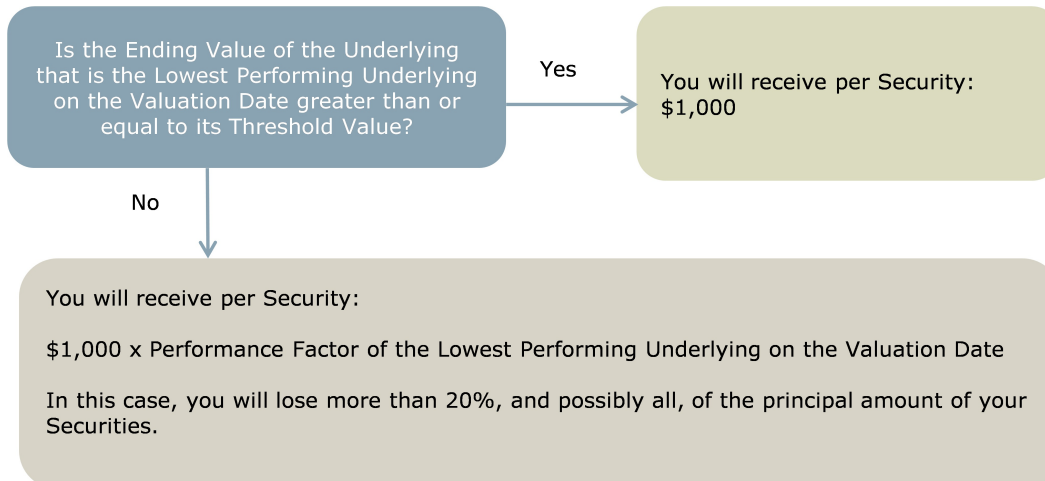 Is the Ending Value of the Underlying
that is the Lowest Performing Underlying
on the Valuation Date greater than or
equal to its Threshold Value?
Yes
You will receive per Security:
$1,000
No
You will receive per Security:
$1,000 x Performance Factor of the Lowest Performing Underlying on the Valuation Date
In this case, you will lose more than 20%, and possibly all, of the principal amount of your
Securities.